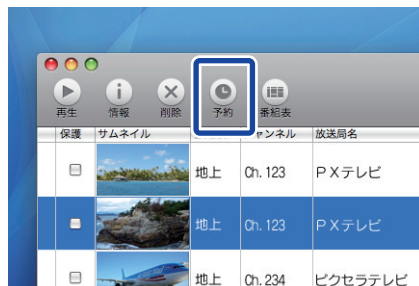 再生 情報 削除 予約 番組表
保護 サムネイル ャンネル 放送局名
地上 Ch. 123 PXテレビ
地上 Ch. 123 PXテレビ
地上 Ch. 234 ピクセラテレビ